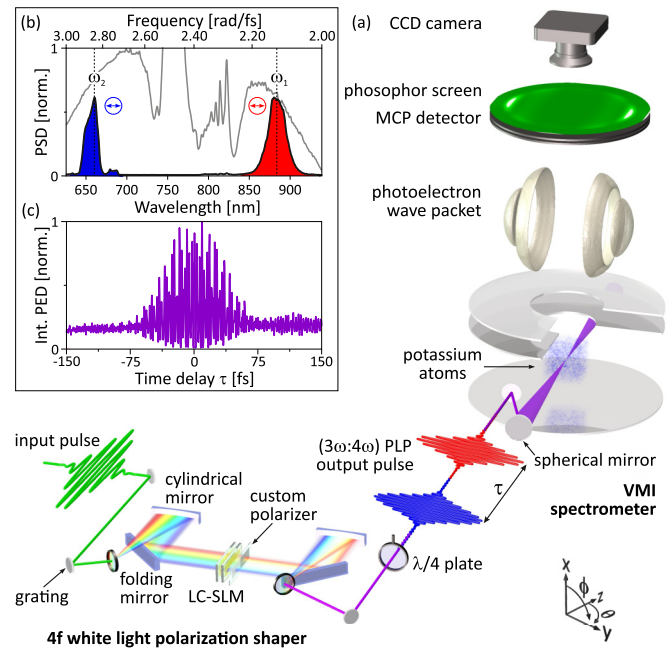 (b)
Frequency [rad/fs]
3.00 2.80 2.60 2.40 2.20 2.00
1
ω₂
ω₁
PSD [norm.]
0
650 700 750 800 850 900
Wavelength [nm]
(c)
1
Int. PED [norm.]
0
-150 -75 0 75 150
Time delay τ [fs]
(a)
CCD camera
phosophor screen
MCP detector
photoelectron
wave packet
potassium
atoms
spherical mirror
VMI
spectrometer
(3ω:4ω) PLP
output pulse
τ
λ/4 plate
input pulse
cylindrical
mirror
custom
polarizer
grating
folding
mirror
LC-SLM
4f white light polarization shaper
x
ϕ
z
Θ
y